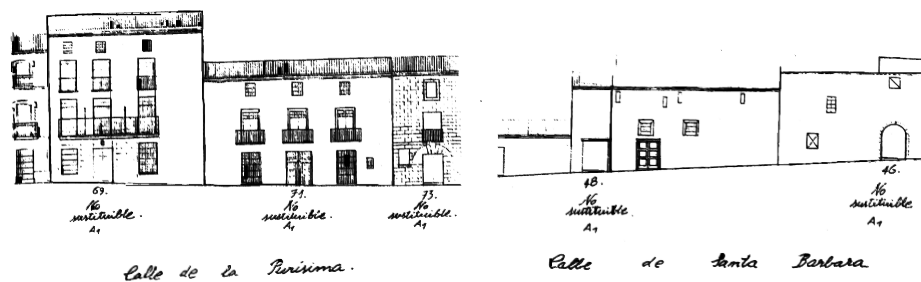 69.
No
sustituible.
A1
71.
No
sustituible.
A1
73.
No
sustituible.
A1
Calle de la Purísima.
48.
No
sustituible.
A1
46.
No
sustituible.
A1
Calle de Santa Barbara